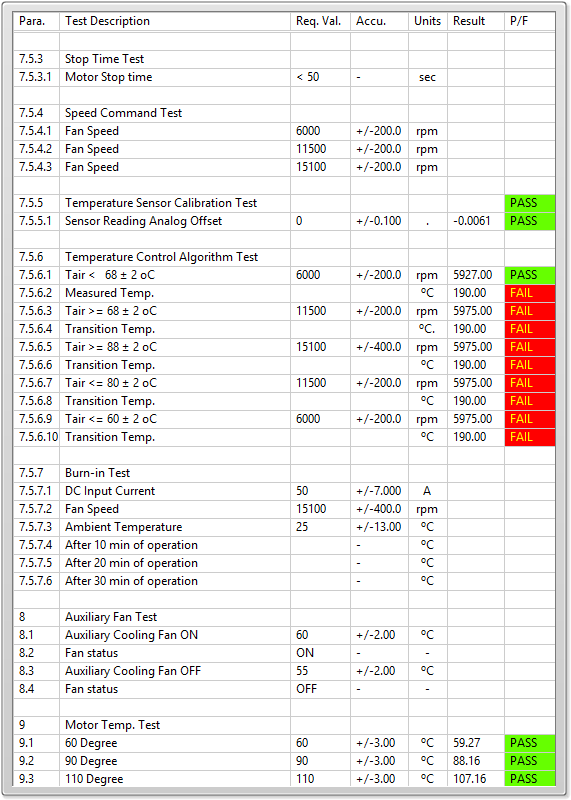 Para. Test Description Req. Val. Accu. Units Result P/F
7.5.3 Stop Time Test
7.5.3.1 Motor Stop time < 50 - sec
7.5.4 Speed Command Test
7.5.4.1 Fan Speed 6000 +/-200.0 rpm
7.5.4.2 Fan Speed 11500 +/-200.0 rpm
7.5.4.3 Fan Speed 15100 +/-200.0 rpm
7.5.5 Temperature Sensor Calibration Test PASS
7.5.5.1 Sensor Reading Analog Offset 0 +/-0.100 . -0.0061 PASS
7.5.6 Temperature Control Algorithm Test
7.5.6.1 Tair < 68 ± 2 oC 6000 +/-200.0 rpm 5927.00 PASS
7.5.6.2 Measured Temp. ºC 190.00 FAIL
7.5.6.3 Tair >= 68 ± 2 oC 11500 +/-200.0 rpm 5975.00 FAIL
7.5.6.4 Transition Temp. ºC. 190.00 FAIL
7.5.6.5 Tair >= 88 ± 2 oC 15100 +/-400.0 rpm 5975.00 FAIL
7.5.6.6 Transition Temp. ºC 190.00 FAIL
7.5.6.7 Tair <= 80 ± 2 oC 11500 +/-200.0 rpm 5975.00 FAIL
7.5.6.8 Transition Temp. ºC 190.00 FAIL
7.5.6.9 Tair <= 60 ± 2 oC 6000 +/-200.0 rpm 5975.00 FAIL
7.5.6.10 Transition Temp. ºC 190.00 FAIL
7.5.7 Burn-in Test
7.5.7.1 DC Input Current 50 +/-7.000 A
7.5.7.2 Fan Speed 15100 +/-400.0 rpm
7.5.7.3 Ambient Temperature 25 +/-13.00 ºC
7.5.7.4 After 10 min of operation - ºC
7.5.7.5 After 20 min of operation - ºC
7.5.7.6 After 30 min of operation - ºC
8 Auxiliary Fan Test
8.1 Auxiliary Cooling Fan ON 60 +/-2.00 ºC
8.2 Fan status ON - -
8.3 Auxiliary Cooling Fan OFF 55 +/-2.00 ºC
8.4 Fan status OFF - -
9 Motor Temp. Test
9.1 60 Degree 60 +/-3.00 ºC 59.27 PASS
9.2 90 Degree 90 +/-3.00 ºC 88.16 PASS
9.3 110 Degree 110 +/-3.00 ºC 107.16 PASS